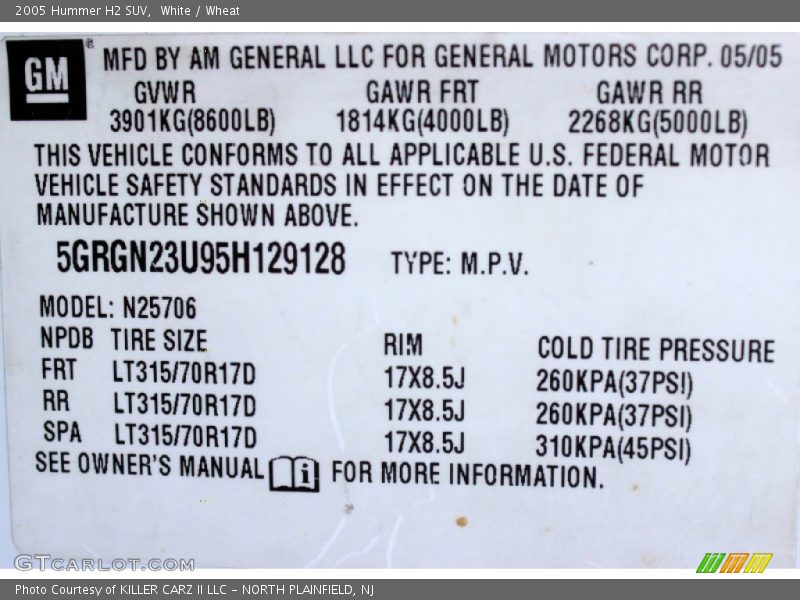 2005 Hummer H2 SUV, White / Wheat
GM ® MFD BY AM GENERAL LLC FOR GENERAL MOTORS CORP. 05/05
GVWR GAWR FRT GAWR RR
3901KG(8600LB) 1814KG(4000LB) 2268KG(5000LB)
THIS VEHICLE CONFORMS TO ALL APPLICABLE U.S. FEDERAL MOTOR
VEHICLE SAFETY STANDARDS IN EFFECT ON THE DATE OF
MANUFACTURE SHOWN ABOVE.
5GRGN23U95H129128 TYPE: M.P.V.
MODEL: N25706
NPDB TIRE SIZE RIM COLD TIRE PRESSURE
FRT LT315/70R17D 17X8.5J 260KPA(37PSI)
RR LT315/70R17D 17X8.5J 260KPA(37PSI)
SPA LT315/70R17D 17X8.5J 310KPA(45PSI)
SEE OWNER'S MANUAL i FOR MORE INFORMATION.
GTCARLOT.COM
Photo Courtesy of KILLER CARZ II LLC - NORTH PLAINFIELD, NJ